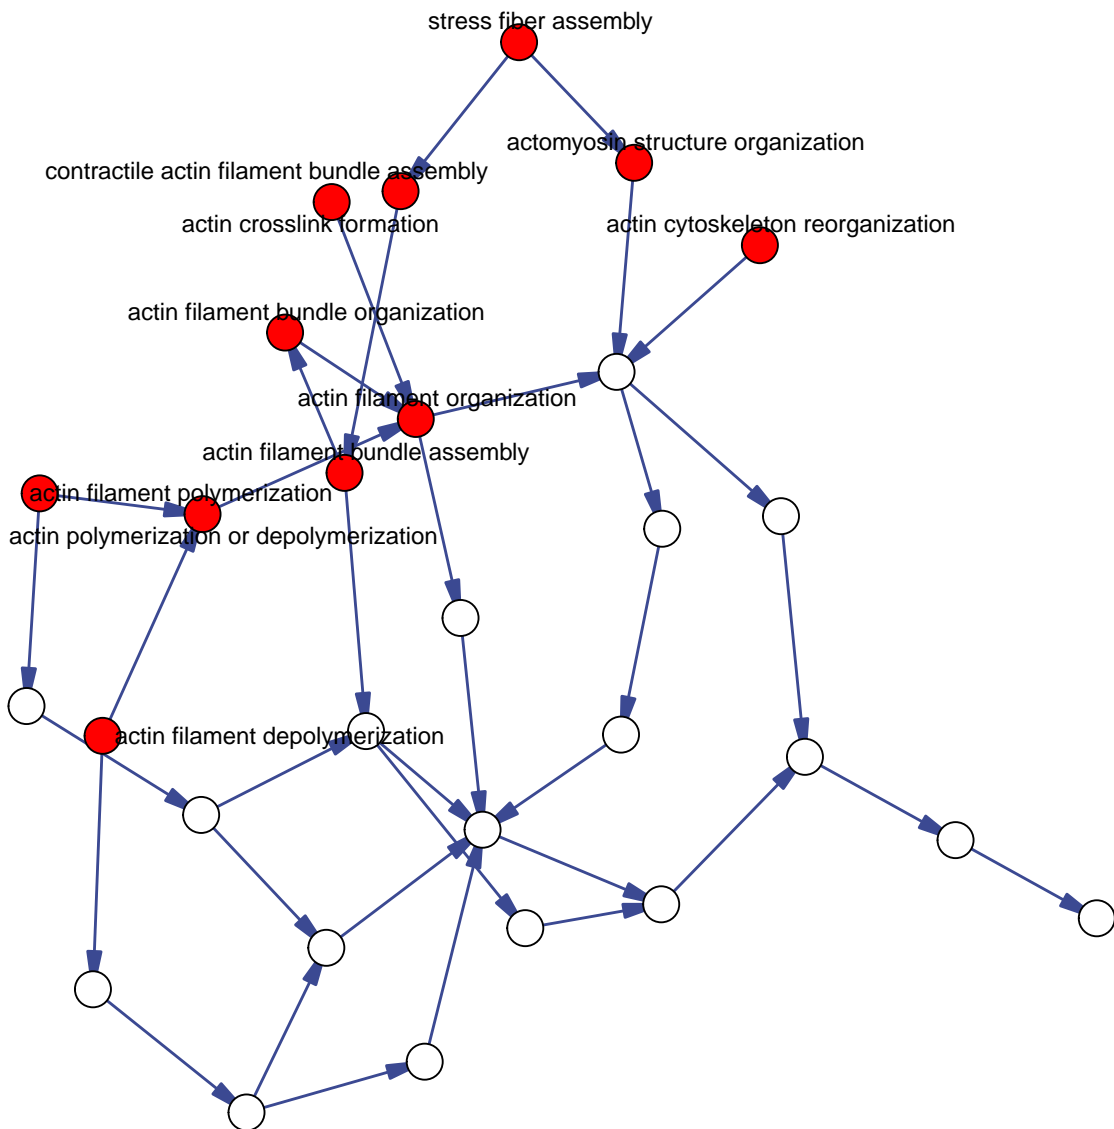 stress fiber assembly
actomyosin structure organization
contractile actin filament bundle assembly
actin crosslink formation
actin cytoskeleton reorganization
actin filament bundle organization
actin filament organization
actin filament bundle assembly
actin filament polymerization
actin polymerization or depolymerization
actin filament depolymerization